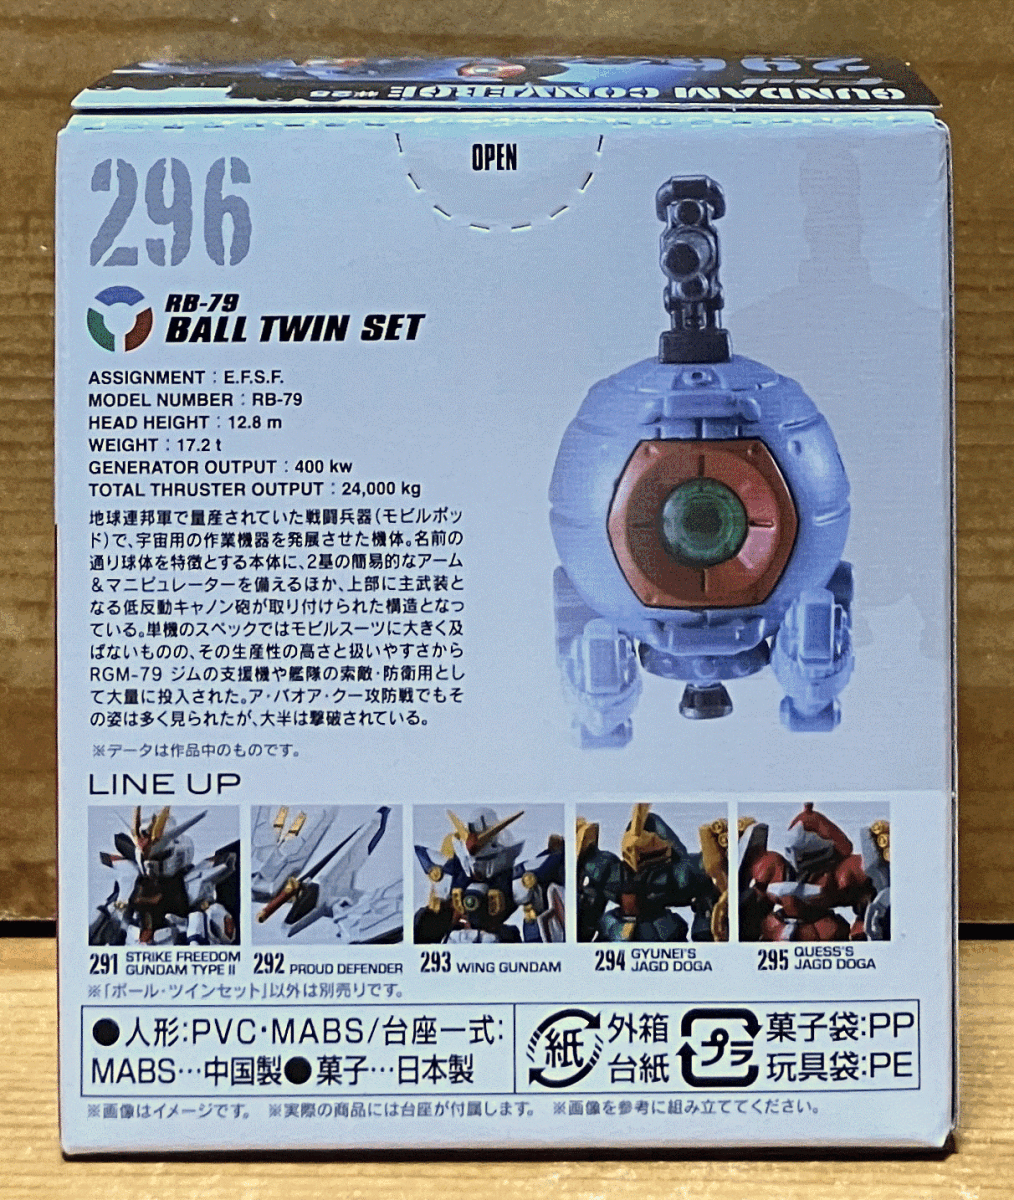 GUNDAM CONVERGE #25
296
OPEN
296
RB-79
BALL TWIN SET
ASSIGNMENT : E.F.S.F.
MODEL NUMBER : RB-79
HEAD HEIGHT : 12.8 m
WEIGHT : 17.2 t
GENERATOR OUTPUT : 400 kw
TOTAL THRUSTER OUTPUT : 24,000 kg
地球連邦軍で量産されていた戦闘兵器(モビルポッ
ド)で、宇宙用の作業機器を発展させた機体。名前の
通り球体を特徴とする本体に、2基の簡易的なアーム
&マニピュレーターを備えるほか、上部に主武装と
なる低反動キャノン砲が取り付けられた構造となっ
ている。単機のスペックではモビルスーツに大きく及
ばないものの、その生産性の高さと扱いやすさから
RGM-79 ジムの支援機や艦隊の索敵・防衛用とし
て大量に投入された。ア・バオア・クー攻防戦でもそ
の姿は多く見られたが、大半は撃破されている。
※データは作品中のものです。
LINE UP
291 STRIKE FREEDOM
GUNDAM TYPE II
292 PROUD DEFENDER
293 WING GUNDAM
294 GYUNEI'S
JAGD DOGA
295 QUESS'S
JAGD DOGA
※「ボール・ツインセット」以外は別売りです。
●人形:PVC・MABS/台座一式:
MABS…中国製●菓子…日本製
紙
外箱
台紙
プラ
菓子袋:PP
玩具袋:PE
※画像はイメージです。 ※実際の商品には台座が付属します。 ※画像を参考に組み立ててください。